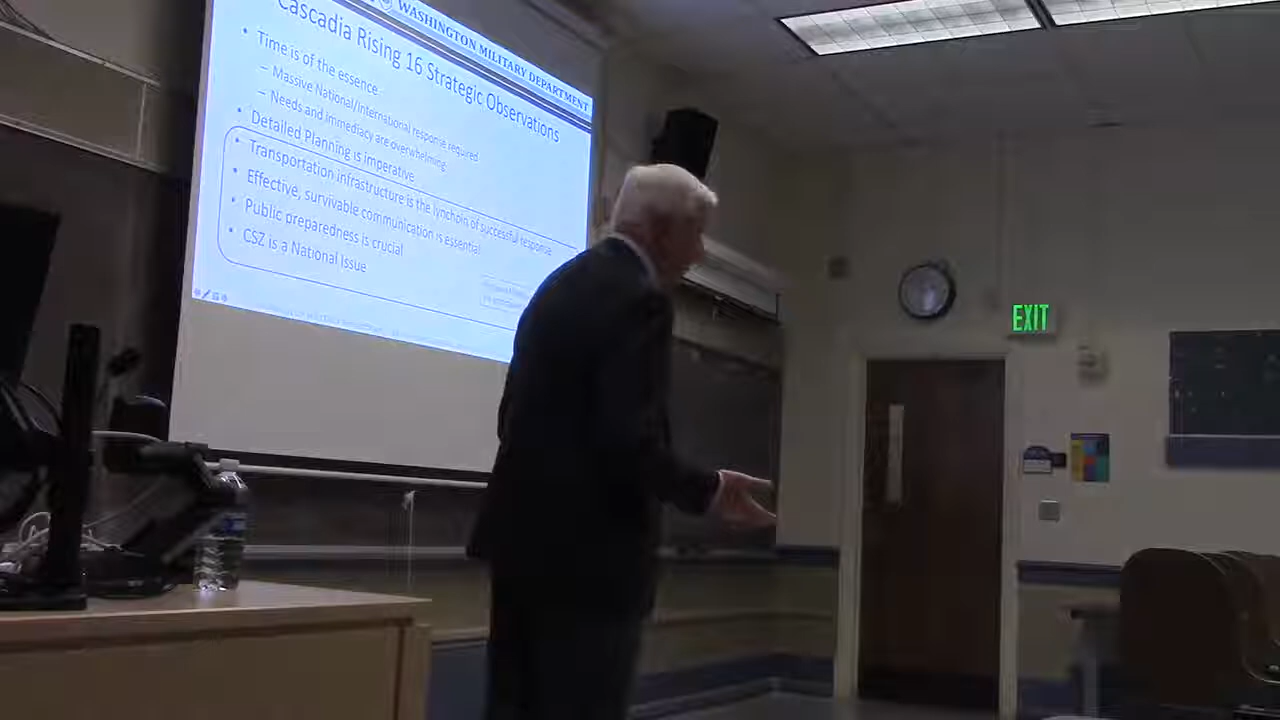 WASHINGTON MILITARY DEPARTMENT
Cascadia Rising 16 Strategic Observations
• Time is of the essence
– Massive National/International response required
– Needs and immediacy are overwhelming
• Detailed Planning is imperative
• Transportation infrastructure is the lynchpin of successful response
• Effective, survivable communication is essential
• Public preparedness is crucial
• CSZ is a National Issue
EXIT